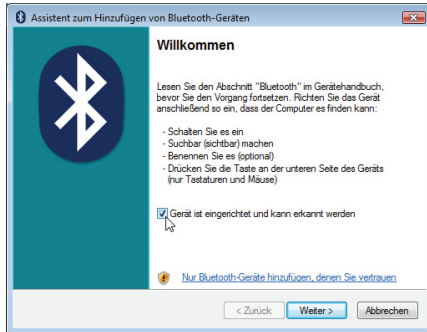 Assistent zum Hinzufügen von Bluetooth-Geräten
Willkommen
Lesen Sie den Abschnitt "Bluetooth" im Gerätehandbuch,
bevor Sie den Vorgang fortsetzen. Richten Sie das Gerät
anschließend so ein, dass der Computer es finden kann:
- Schalten Sie es ein
- Suchbar (sichtbar) machen
- Benennen Sie es (optional)
- Drücken Sie die Taste an der unteren Seite des Geräts
(nur Tastaturen und Mäuse)
Gerät ist eingerichtet und kann erkannt werden
Nur Bluetooth-Geräte hinzufügen, denen Sie vertrauen
< Zurück Weiter > Abbrechen